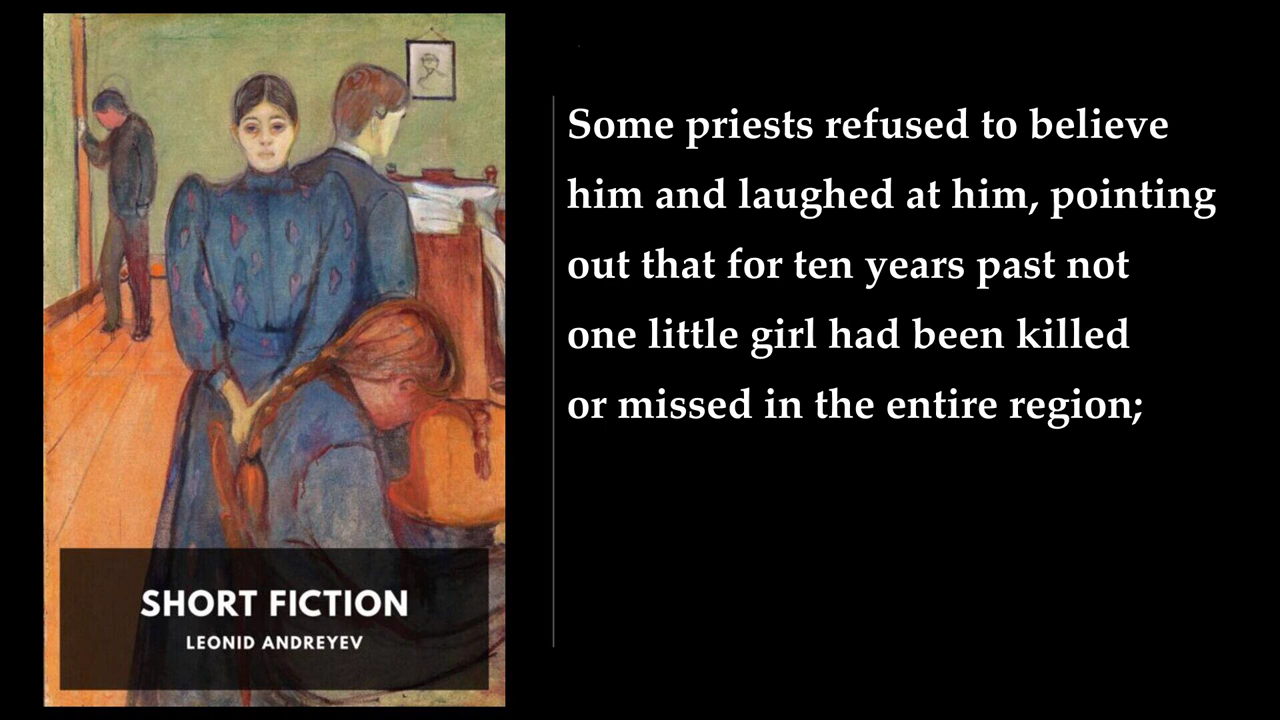 SHORT FICTION
LEONID ANDREYEV
Some priests refused to believe
him and laughed at him, pointing
out that for ten years past not
one little girl had been killed
or missed in the entire region;